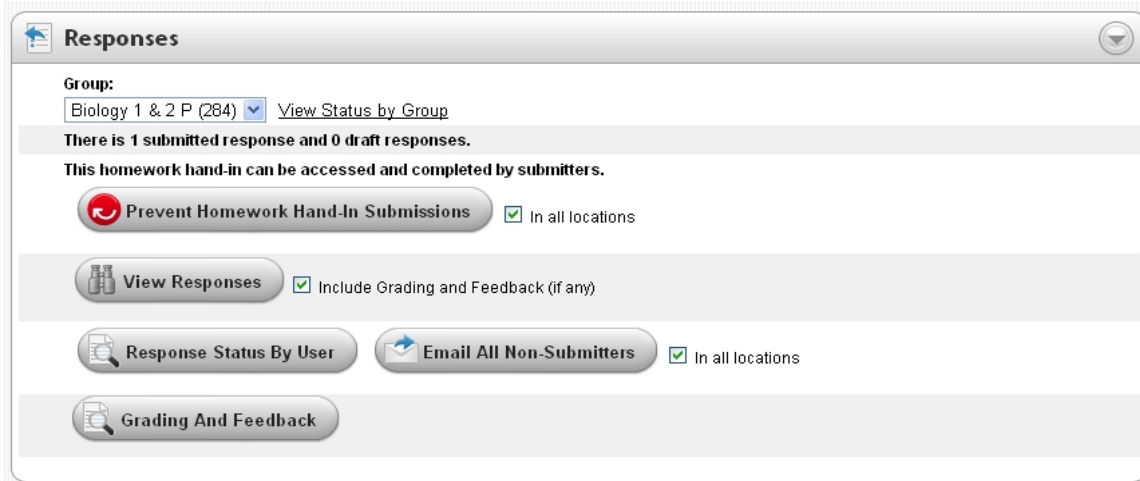 Responses
Group:
Biology 1 & 2 P (284) View Status by Group
There is 1 submitted response and 0 draft responses.
This homework hand-in can be accessed and completed by submitters.
Prevent Homework Hand-In Submissions In all locations
View Responses Include Grading and Feedback (if any)
Response Status By User Email All Non-Submitters In all locations
Grading And Feedback